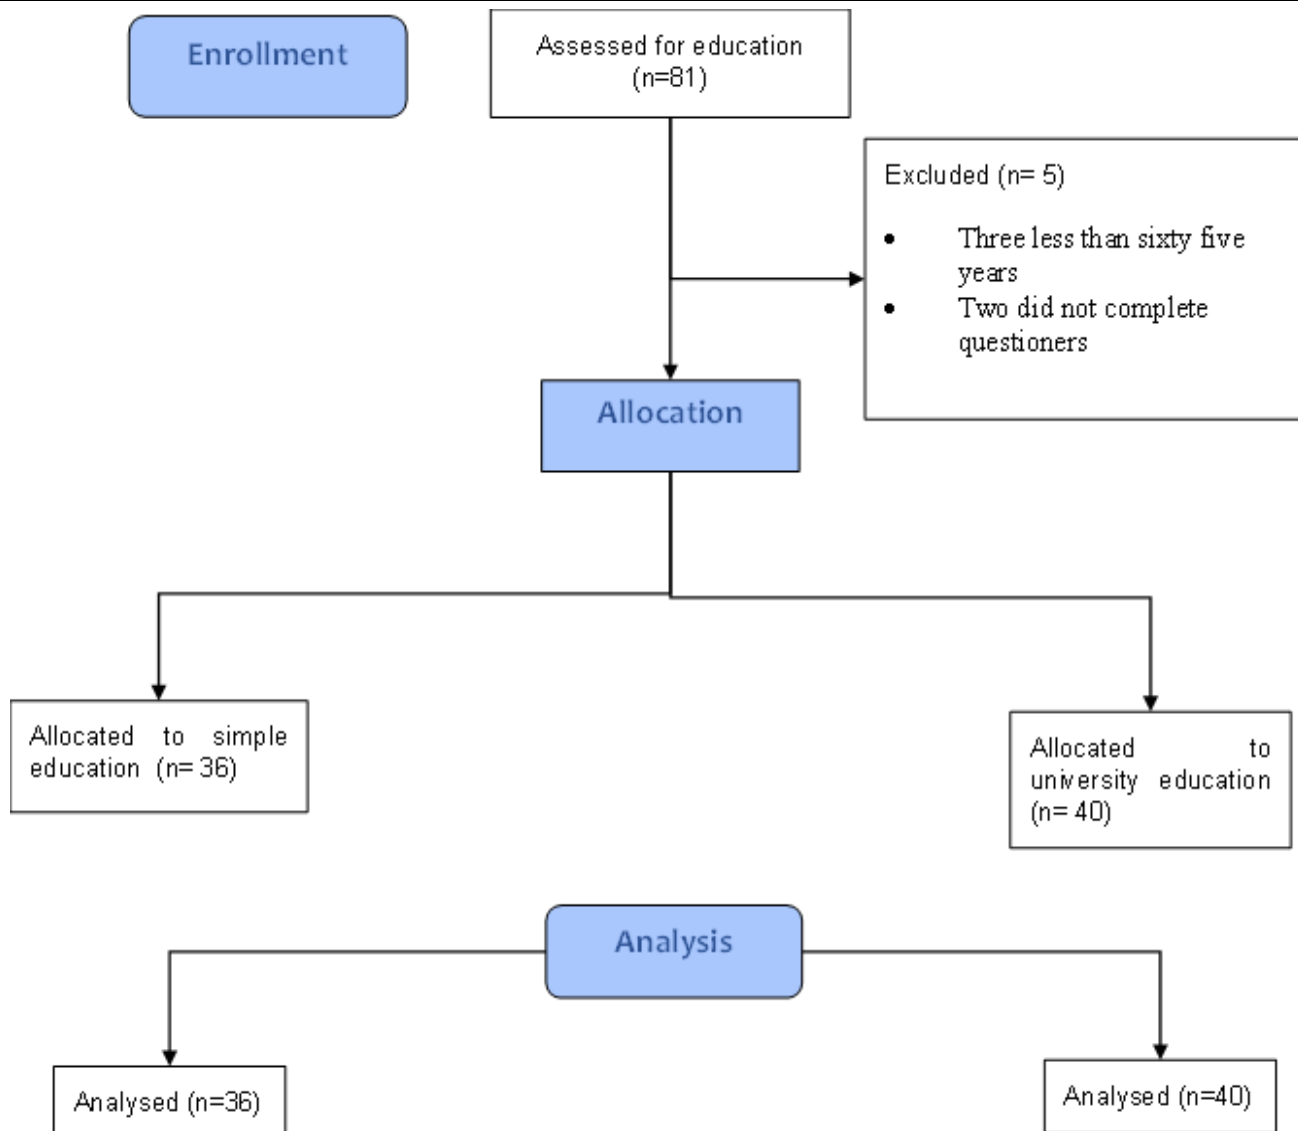 Enrollment
Assessed for education
(n=81)
Excluded (n= 5)
• Three less than sixty five
years
• Two did not complete
questioners
Allocation
Allocated to simple
education (n= 36)
Allocated to
university education
(n= 40)
Analysis
Analysed (n=36)
Analysed (n=40)